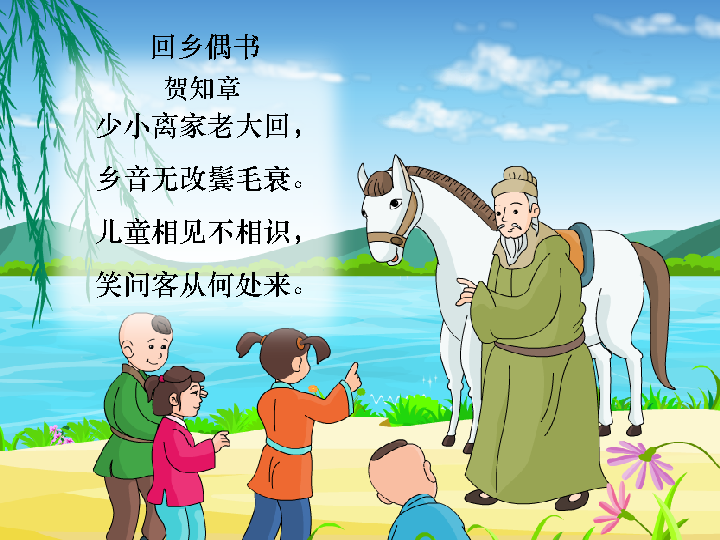 回乡偶书
贺知章
少小离家老大回，
乡音无改鬓毛衰。
儿童相见不相识，
笑问客从何处来。